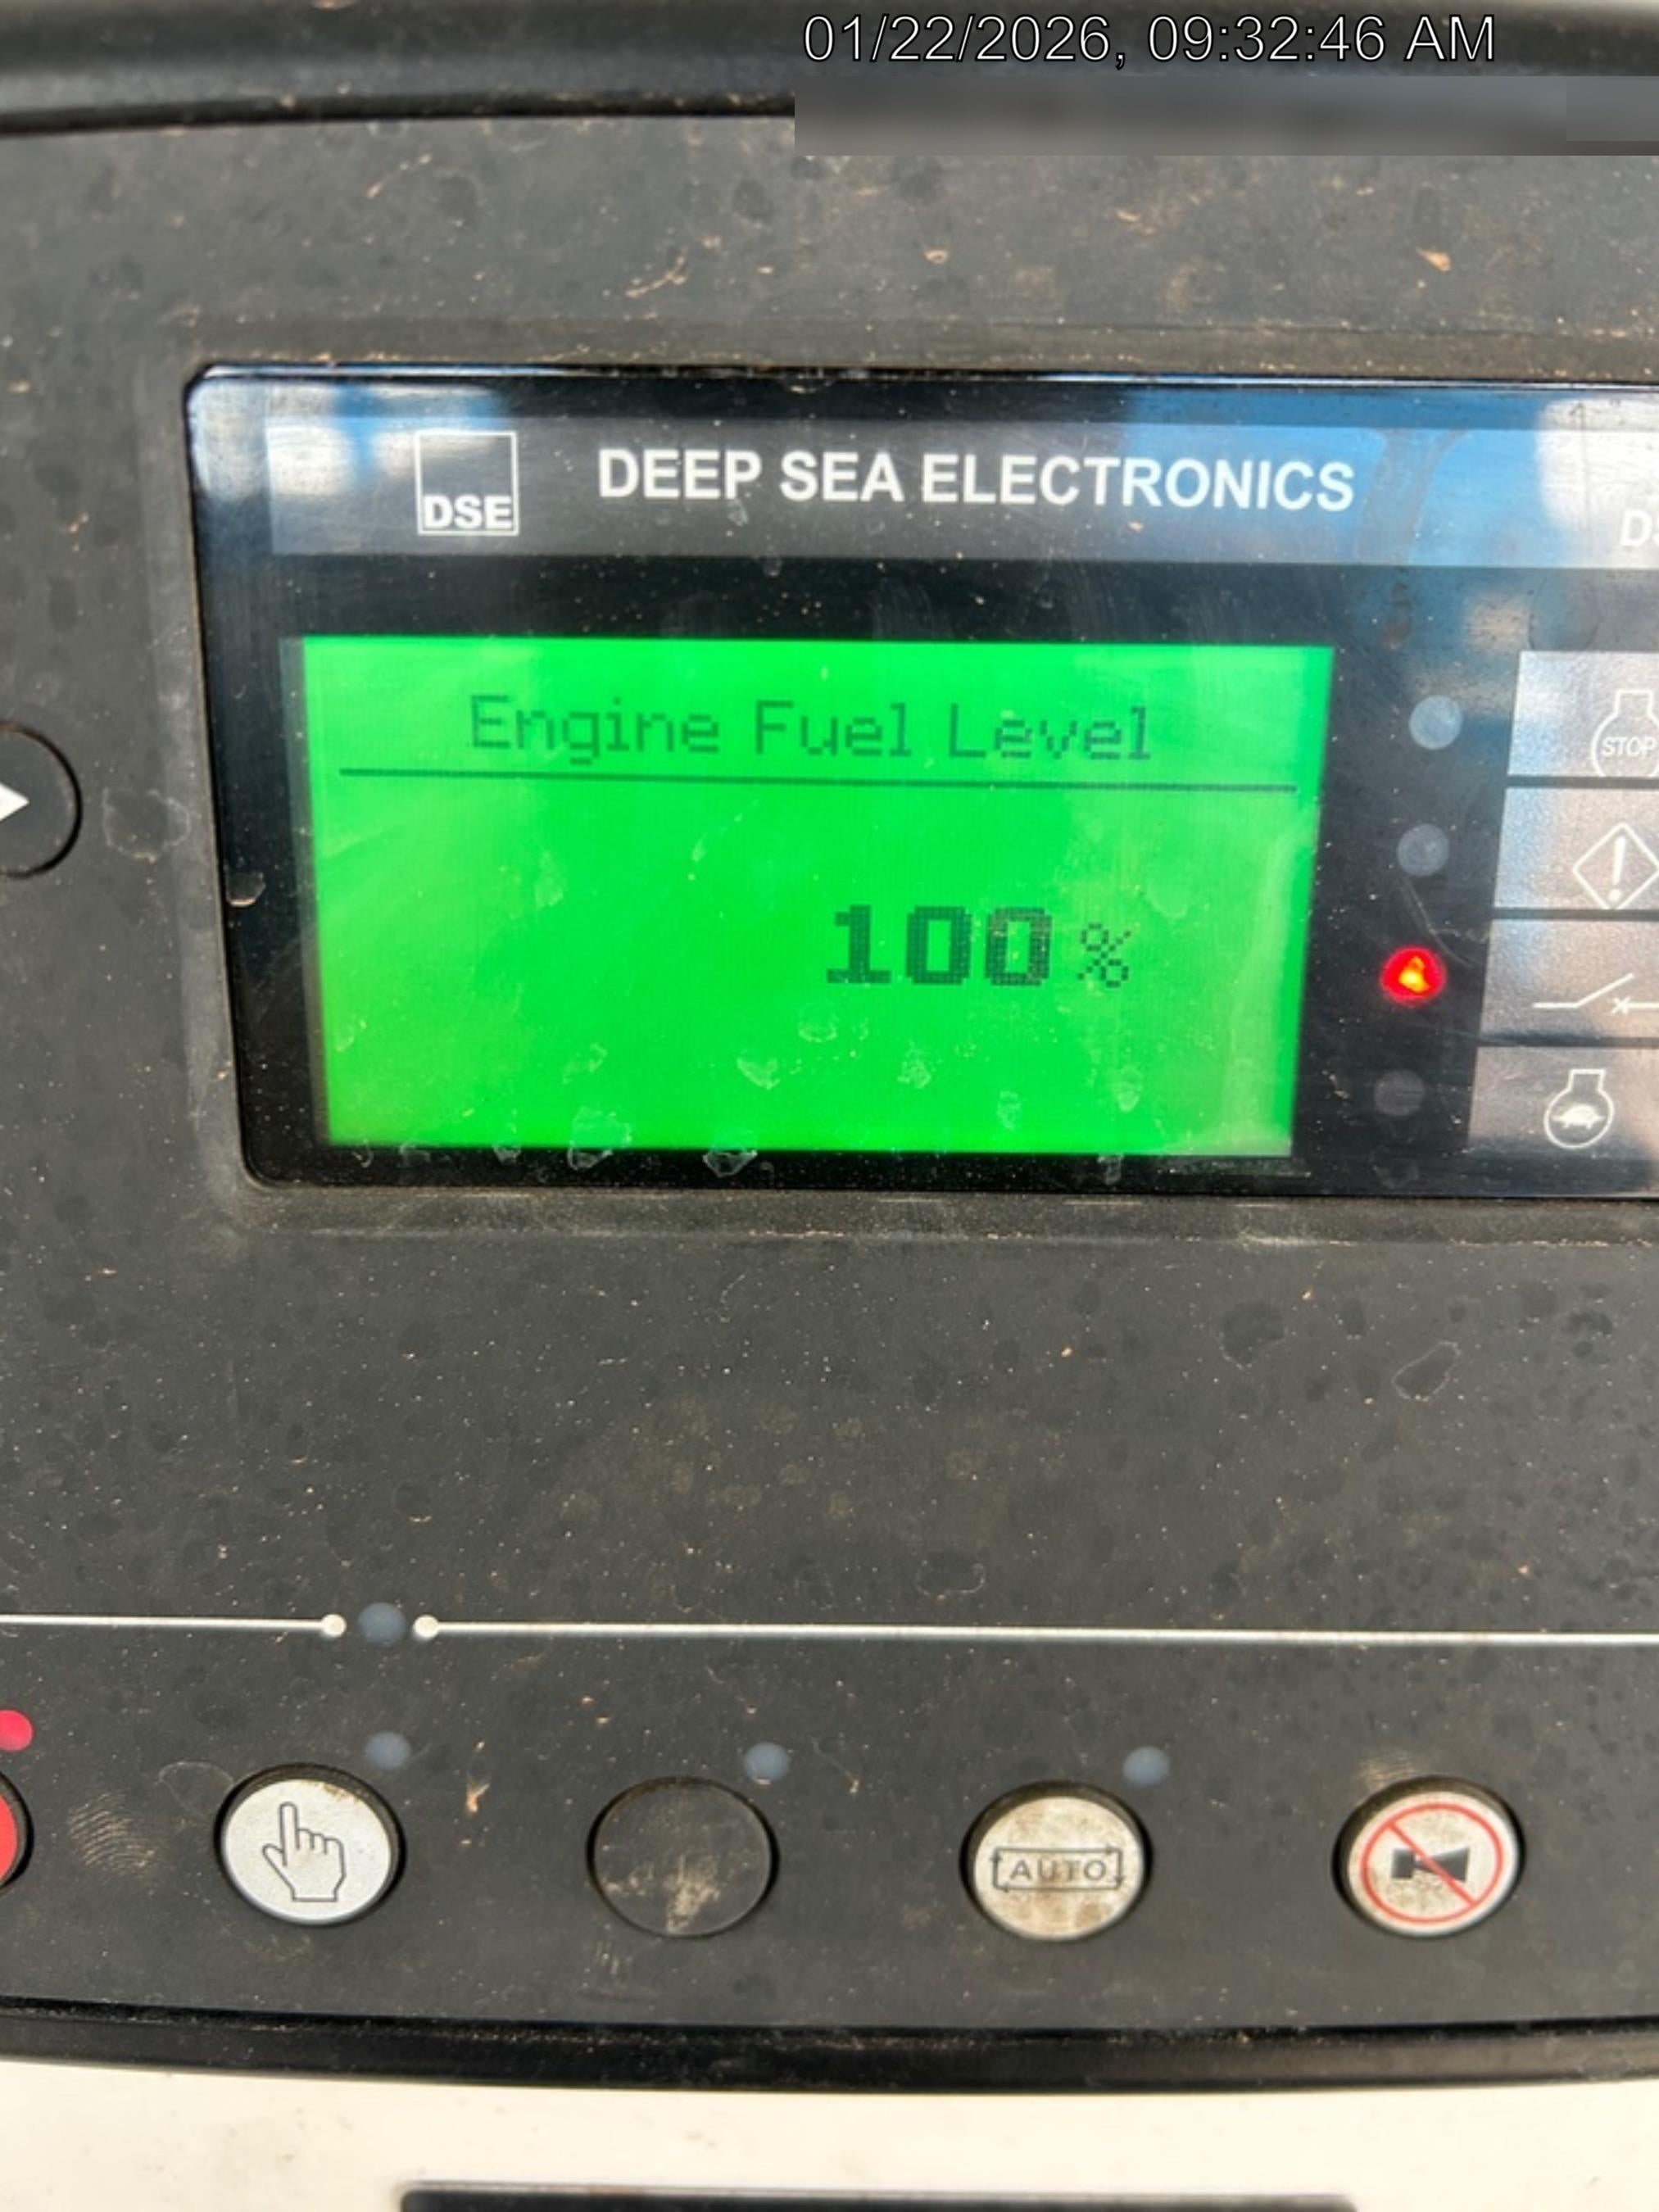 01/22/2026, 09:32:46 AM
DSE
DEEP SEA ELECTRONICS
Engine Fuel Level
100 %
STOP
AUTO